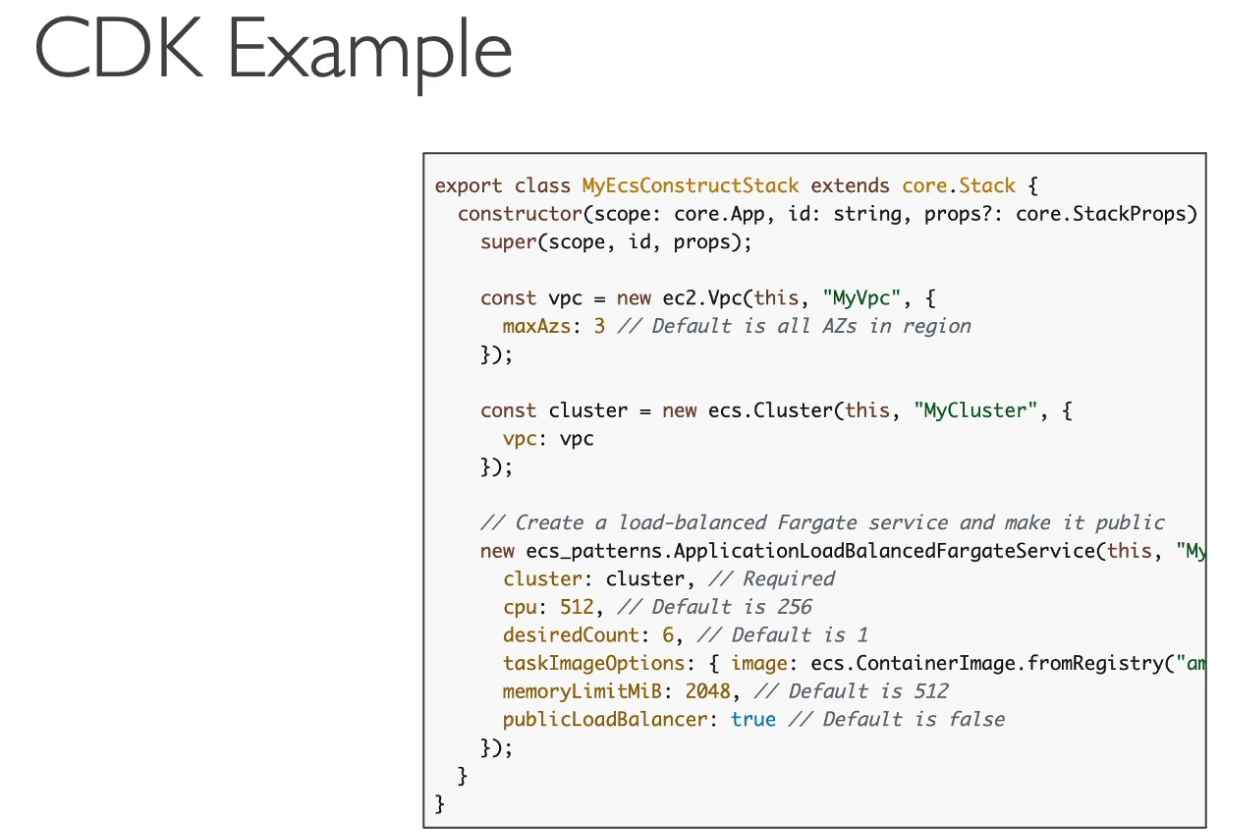 CDK Example
export class MyEcsConstructStack extends core.Stack {
constructor(scope: core.App, id: string, props?: core.StackProps)
super(scope, id, props);
const vpc = new ec2.Vpc(this, "MyVpc", {
maxAzs: 3 // Default is all AZs in region
});
const cluster = new ecs.Cluster(this, "MyCluster", {
vpc: vpc
});
// Create a load-balanced Fargate service and make it public
new ecs_patterns.ApplicationLoadBalancedFargateService(this, "My
cluster: cluster, // Required
cpu: 512, // Default is 256
desiredCount: 6, // Default is 1
taskImageOptions: { image: ecs.ContainerImage.fromRegistry("am
memoryLimitMiB: 2048, // Default is 512
publicLoadBalancer: true // Default is false
});
}
}